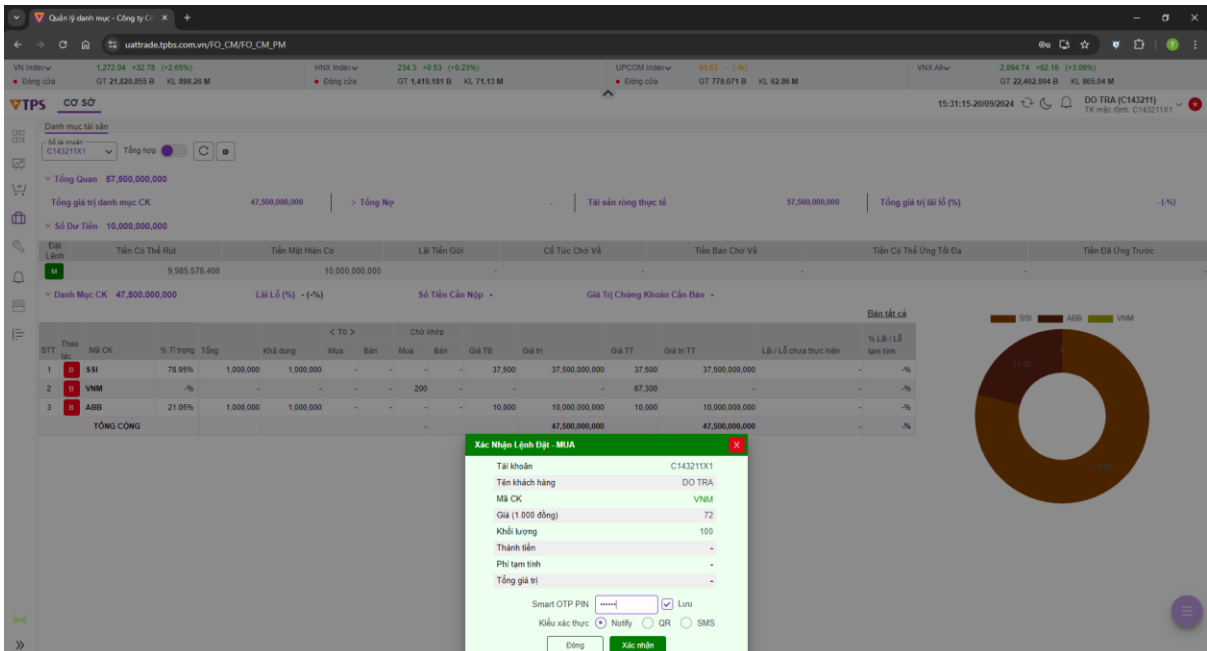 Quản lý danh mục - Công ty Cổ
uattrade.tpbs.com.vn/FO_CM/FO_CM_PM
VN Index 1,272.04 +32.78 (+2.65%) HNX Index 234.3 +0.53 (+0.23%) UPCOM Index 93.63 - (-%) VNX All 2,094.74 +62.16 (+3.06%)
Đóng cửa GT 21,820.855 B KL 898.26 M Đóng cửa GT 1,419.181 B KL 71.13 M Đóng cửa GT 779.071 B KL 62.86 M GT 22,402.994 B KL 865.04 M
TPS CƠ SỞ 15:31:15-20/09/2024 DO TRA (C143211)
TK mặc định: C143211X1
Danh mục tài sản
Số tài khoản
C143211X1 Tổng hợp
Tổng Quan 57,500,000,000
Tổng giá trị danh mục CK 47,500,000,000 > Tổng Nợ - Tài sản ròng thực tế 57,500,000,000 Tổng giá trị lãi lỗ (%) - (-%)
Số Dư Tiền 10,000,000,000
Đặt Lệnh Tiền Có Thể Rút Tiền Mặt Hiện Có Lãi Tiền Gửi Cổ Tức Chờ Về Tiền Bán Chờ Về Tiền Có Thể Ứng Tối Đa Tiền Đã Ứng Trước
M 9,985,578,400 10,000,000,000 - - - - -
Danh Mục CK 47,500,000,000 Lãi Lỗ (%) - (-%) Số Tiền Cần Nộp - Giá Trị Chứng Khoán Cần Bán -
Bán tất cả
SSI ABB VNM
< T0 > Chờ khớp
STT Thao tác Mã CK % Tỉ trọng Tổng Khả dụng Mua Bán Mua Bán Giá TB Giá trị Giá TT Giá trị TT Lãi / Lỗ chưa thực hiện % Lãi / Lỗ tạm tính
1 B SSI 78.95% 1,000,000 1,000,000 - - - - 37,500 37,500,000,000 37,500 37,500,000,000 - -%
2 B VNM -% - - - - 200 - - - 67,300 - - -%
3 B ABB 21.05% 1,000,000 1,000,000 - - - - 10,000 10,000,000,000 10,000 10,000,000,000 - -%
TỔNG CỘNG - 47,500,000,000 47,500,000,000 - -%
21.05
Xác Nhận Lệnh Đặt - MUA
Tài khoản C143211X1
Tên khách hàng DO TRA
Mã CK VNM
Giá (1.000 đồng) 72
Khối lượng 100
Thành tiền -
Phí tạm tính -
Tổng giá trị -
Smart OTP PIN Lưu
Kiểu xác thực Notify QR SMS
Đóng Xác nhận